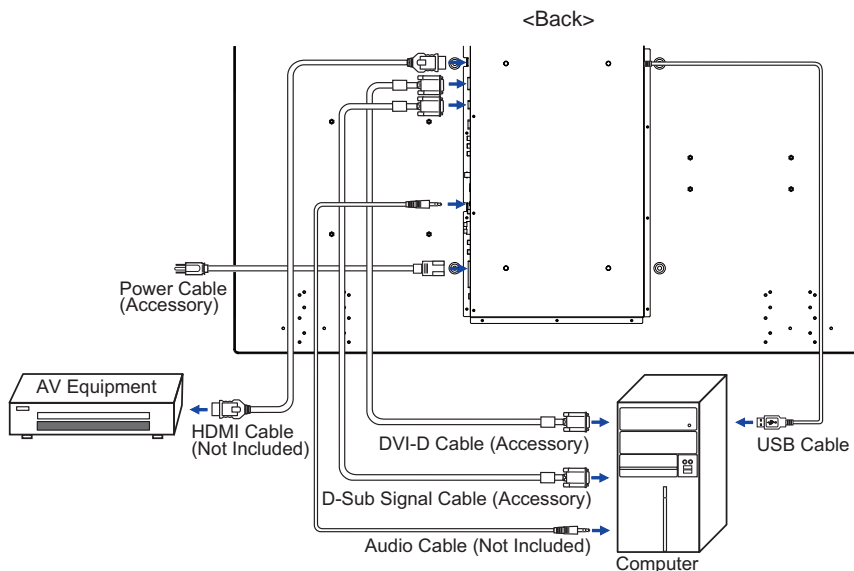 <Back>
Power Cable
(Accessory)
AV Equipment
HDMI Cable
(Not Included)
DVI-D Cable (Accessory)
USB Cable
D-Sub Signal Cable (Accessory)
Audio Cable (Not Included)
Computer